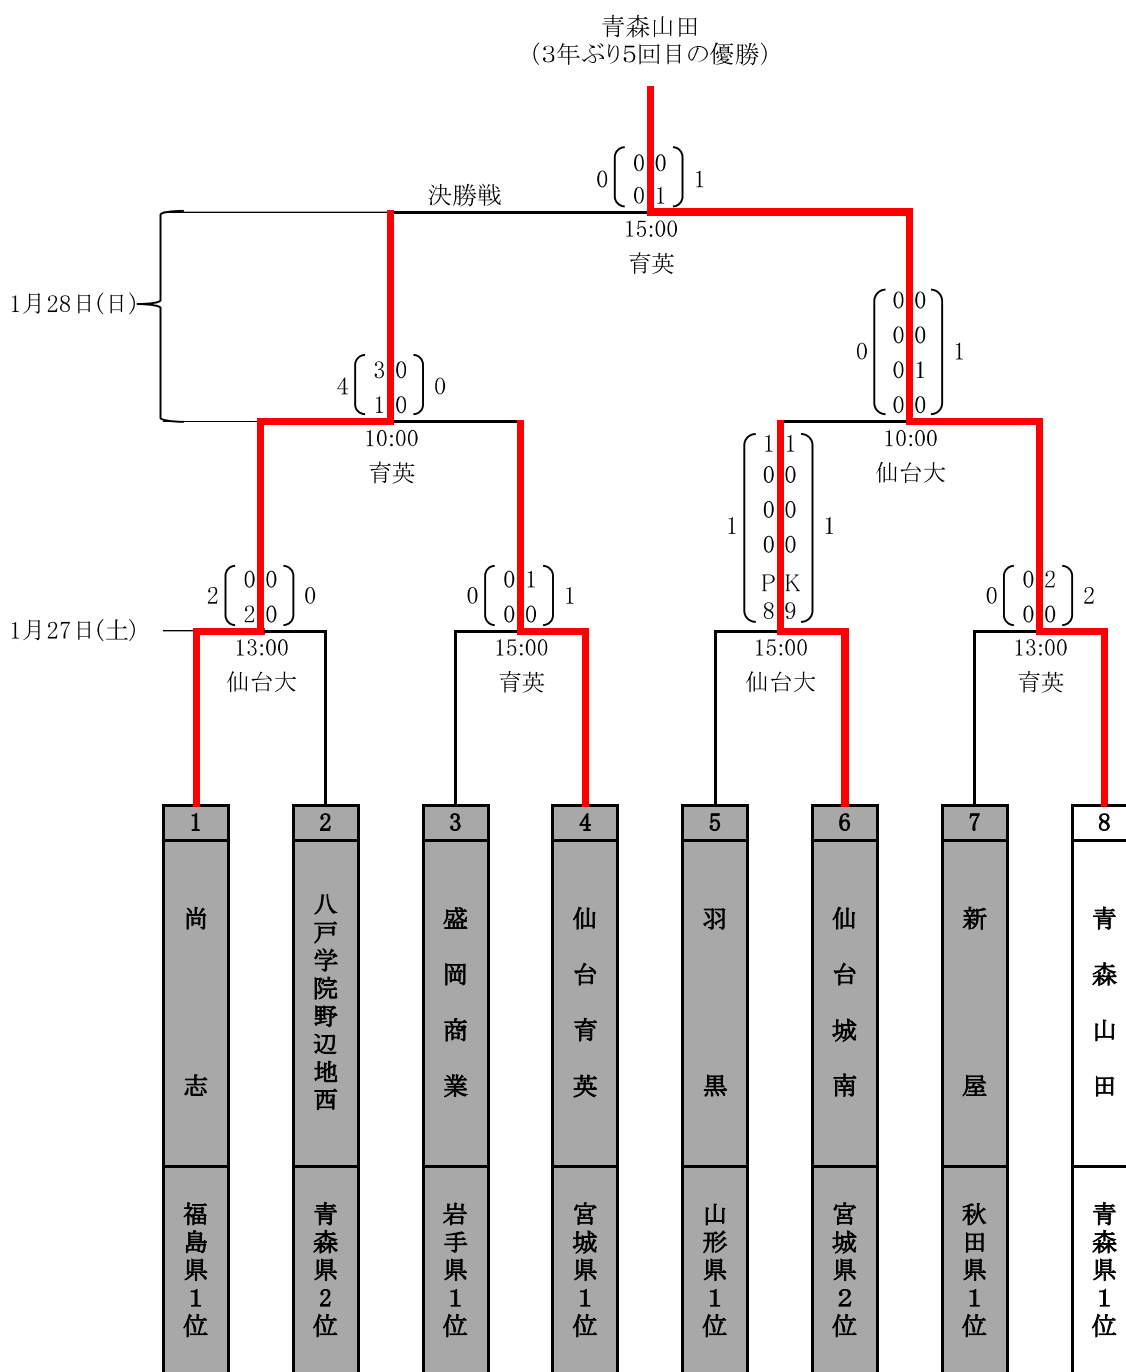 青森山田
(3年ぶり5回目の優勝)
0 0 0 1
0 1
決勝戦
15:00
育英
1月28日(日)
0 0
0 0
0 0 1 1
0 0
4 3 0 0
1 0
10:00
育英
10:00
仙台大
1 1
0 0
0 0
1 0 0 1
P K
8 9
2 0 0 0
2 0
0 0 1 1
0 0
0 0 2 2
0 0
1月27日(土)
13:00
仙台大
15:00
育英
15:00
仙台大
13:00
育英
1 2 3 4 5 6 7 8
尚志
八戸学院野辺地西
盛岡商業
仙台育英
羽黒
仙台城南
新屋
青森山田
福島県1位
青森県2位
岩手県1位
宮城県1位
山形県1位
宮城県2位
秋田県1位
青森県1位